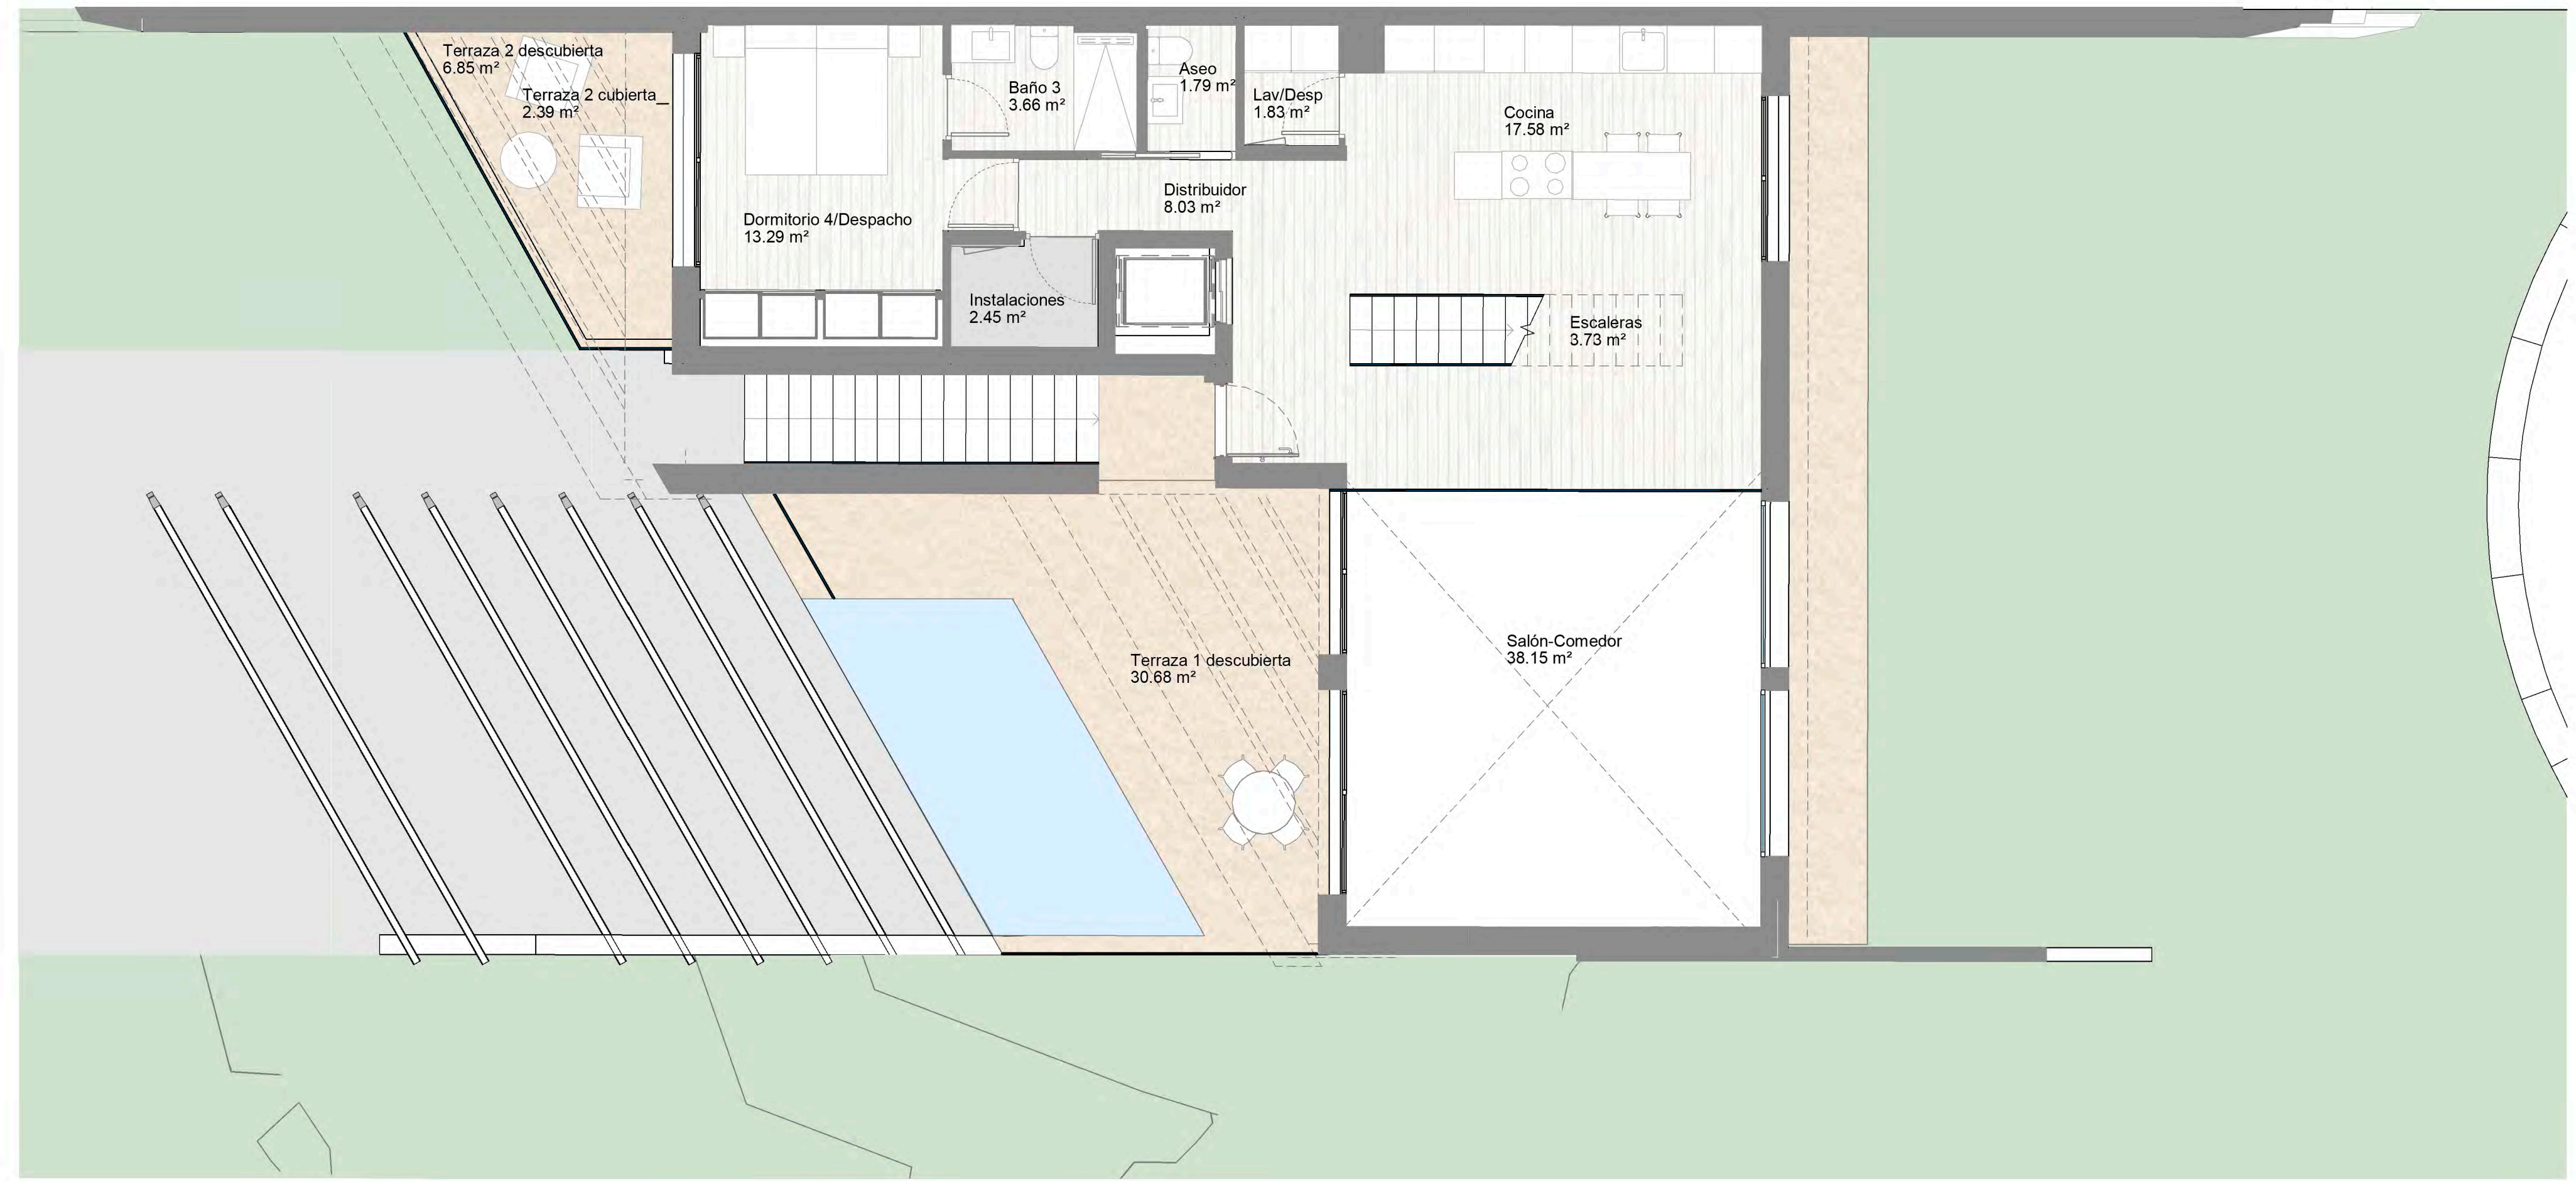 Terraza 2 descubierta
6.85 m²
Terraza 2 cubierta_
2.39 m²
Dormitorio 4/Despacho
13.29 m²
Baño 3
3.66 m²
Aseo
1.79 m²
Lav/Desp
1.83 m²
Cocina
17.58 m²
Distribuidor
8.03 m²
Instalaciones
2.45 m²
Escaleras
3.73 m²
Terraza 1 descubierta
30.68 m²
Salón-Comedor
38.15 m²